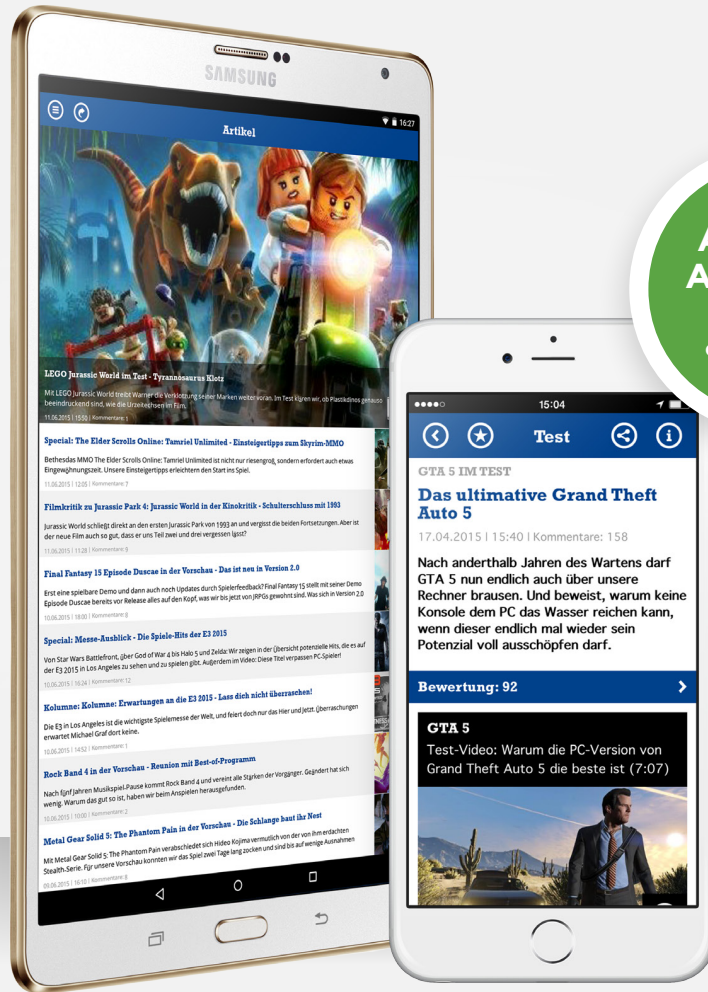 SAMSUNG
16:27
Artikel
LEGO Jurassic World im Test - Tyrannosaurus Klotz
Mit LEGO Jurassic World treibt Warner die Verklotzung seiner Marken weiter voran. Im Test klären wir, ob Plastikdinos genauso
beeindruckend sind, wie die Urzeitechsen im Film.
11.06.2015 | 15:50 | Kommentare: 1
Special: The Elder Scrolls Online: Tamriel Unlimited - Einsteigertipps zum Skyrim-MMO
Bethesdas MMO The Elder Scrolls Online: Tamriel Unlimited ist nicht nur riesengroß, sondern erfordert auch etwas
Eingewöhnungszeit. Unsere Einsteigertipps erleichtern den Start ins Spiel.
11.06.2015 | 12:05 | Kommentare: 7
Filmkritik zu Jurassic Park 4: Jurassic World in der Kinokritik - Schulterschluss mit 1993
Jurassic World schließt direkt an den ersten Jurassic Park von 1993 an und vergisst die beiden Fortsetzungen. Aber ist
der neue Film auch so gut, dass er uns Teil zwei und drei vergessen lässt?
11.06.2015 | 11:28 | Kommentare: 9
Final Fantasy 15 Episode Duscae in der Vorschau - Das ist neu in Version 2.0
Erst eine spielbare Demo und dann auch noch Updates durch Spielerfeedback? Final Fantasy 15 stellt mit seiner Demo
Episode Duscae bereits vor Release alles auf den Kopf, was wir bis jetzt von JRPGs gewohnt sind. Was sich in Version 2.0
10.06.2015 | 18:00 | Kommentare: 8
Special: Messe-Ausblick - Die Spiele-Hits der E3 2015
Von Star Wars Battlefront, über God of War 4 bis Halo 5 und Zelda: Wir zeigen in der Übersicht potenzielle Hits, die es auf
der E3 2015 in Los Angeles zu sehen und zu spielen gibt. Außerdem im Video: Diese Titel verpassen PC-Spieler!
10.06.2015 | 16:24 | Kommentare: 12
Kolumne: Kolumne: Erwartungen an die E3 2015 - Lass dich nicht überraschen!
Die E3 in Los Angeles ist die wichtigste Spielemesse der Welt, und feiert doch nur das Hier und Jetzt. Überraschungen
erwartet Michael Graf dort keine.
10.06.2015 | 14:52 | Kommentare: 1
Rock Band 4 in der Vorschau - Reunion mit Best-of-Programm
Nach fünf Jahren Musikspiel-Pause kommt Rock Band 4 und vereint alle Stärken der Vorgänger. Geändert hat sich
wenig. Warum das gut so ist, haben wir beim Anspielen herausgefunden.
10.06.2015 | 10:00 | Kommentare: 2
Metal Gear Solid 5: The Phantom Pain in der Vorschau - Die Schlange baut ihr Nest
Mit Metal Gear Solid 5: The Phantom Pain verabschiedet sich Hideo Kojima vermutlich von der von ihm erdachten
Stealth-Serie. Für unsere Vorschau konnten wir das Spiel zwei Tage lang zocken und sind bis auf wenige Ausnahmen
09.06.2015 | 16:10 | Kommentare: 8
15:04
Test
GTA 5 IM TEST
Das ultimative Grand Theft
Auto 5
17.04.2015 | 15:40 | Kommentare: 158
Nach anderthalb Jahren des Wartens darf
GTA 5 nun endlich auch über unsere
Rechner brausen. Und beweist, warum keine
Konsole dem PC das Wasser reichen kann,
wenn dieser endlich mal wieder sein
Potenzial voll ausschöpfen darf.
Bewertung: 92
GTA 5
Test-Video: Warum die PC-Version von
Grand Theft Auto 5 die beste ist (7:07)